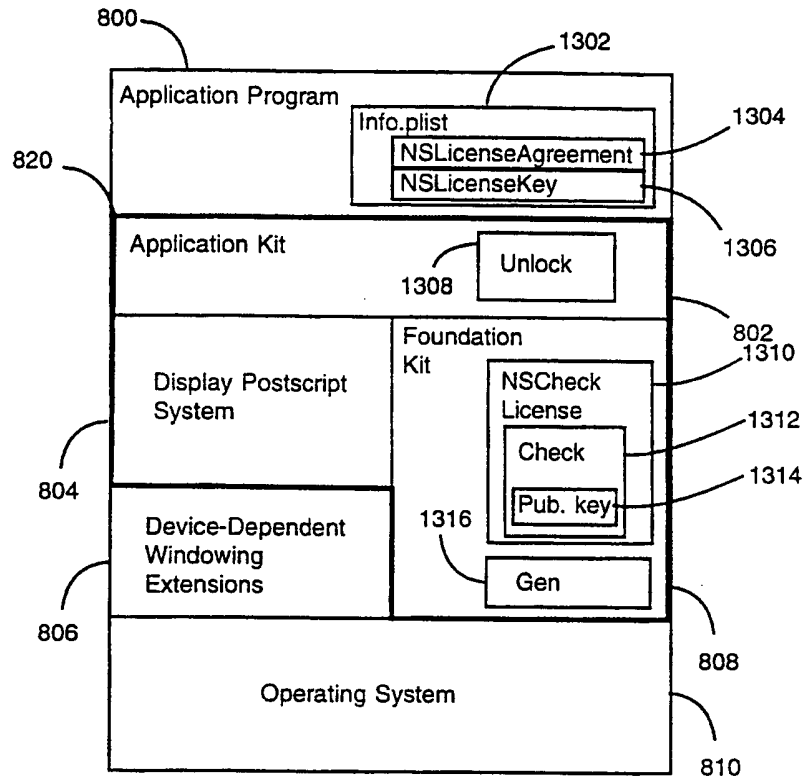 800
1302
Application Program
Info.plist
1304
NSLicenseAgreement
820
NSLicenseKey
1306
Application Kit
Unlock
1308
802
Foundation
Kit
1310
NSCheck
License
Display Postscript
System
1312
Check
1314
Pub. key
804
1316
Device-Dependent
Windowing
Extensions
Gen
806
808
Operating System
810